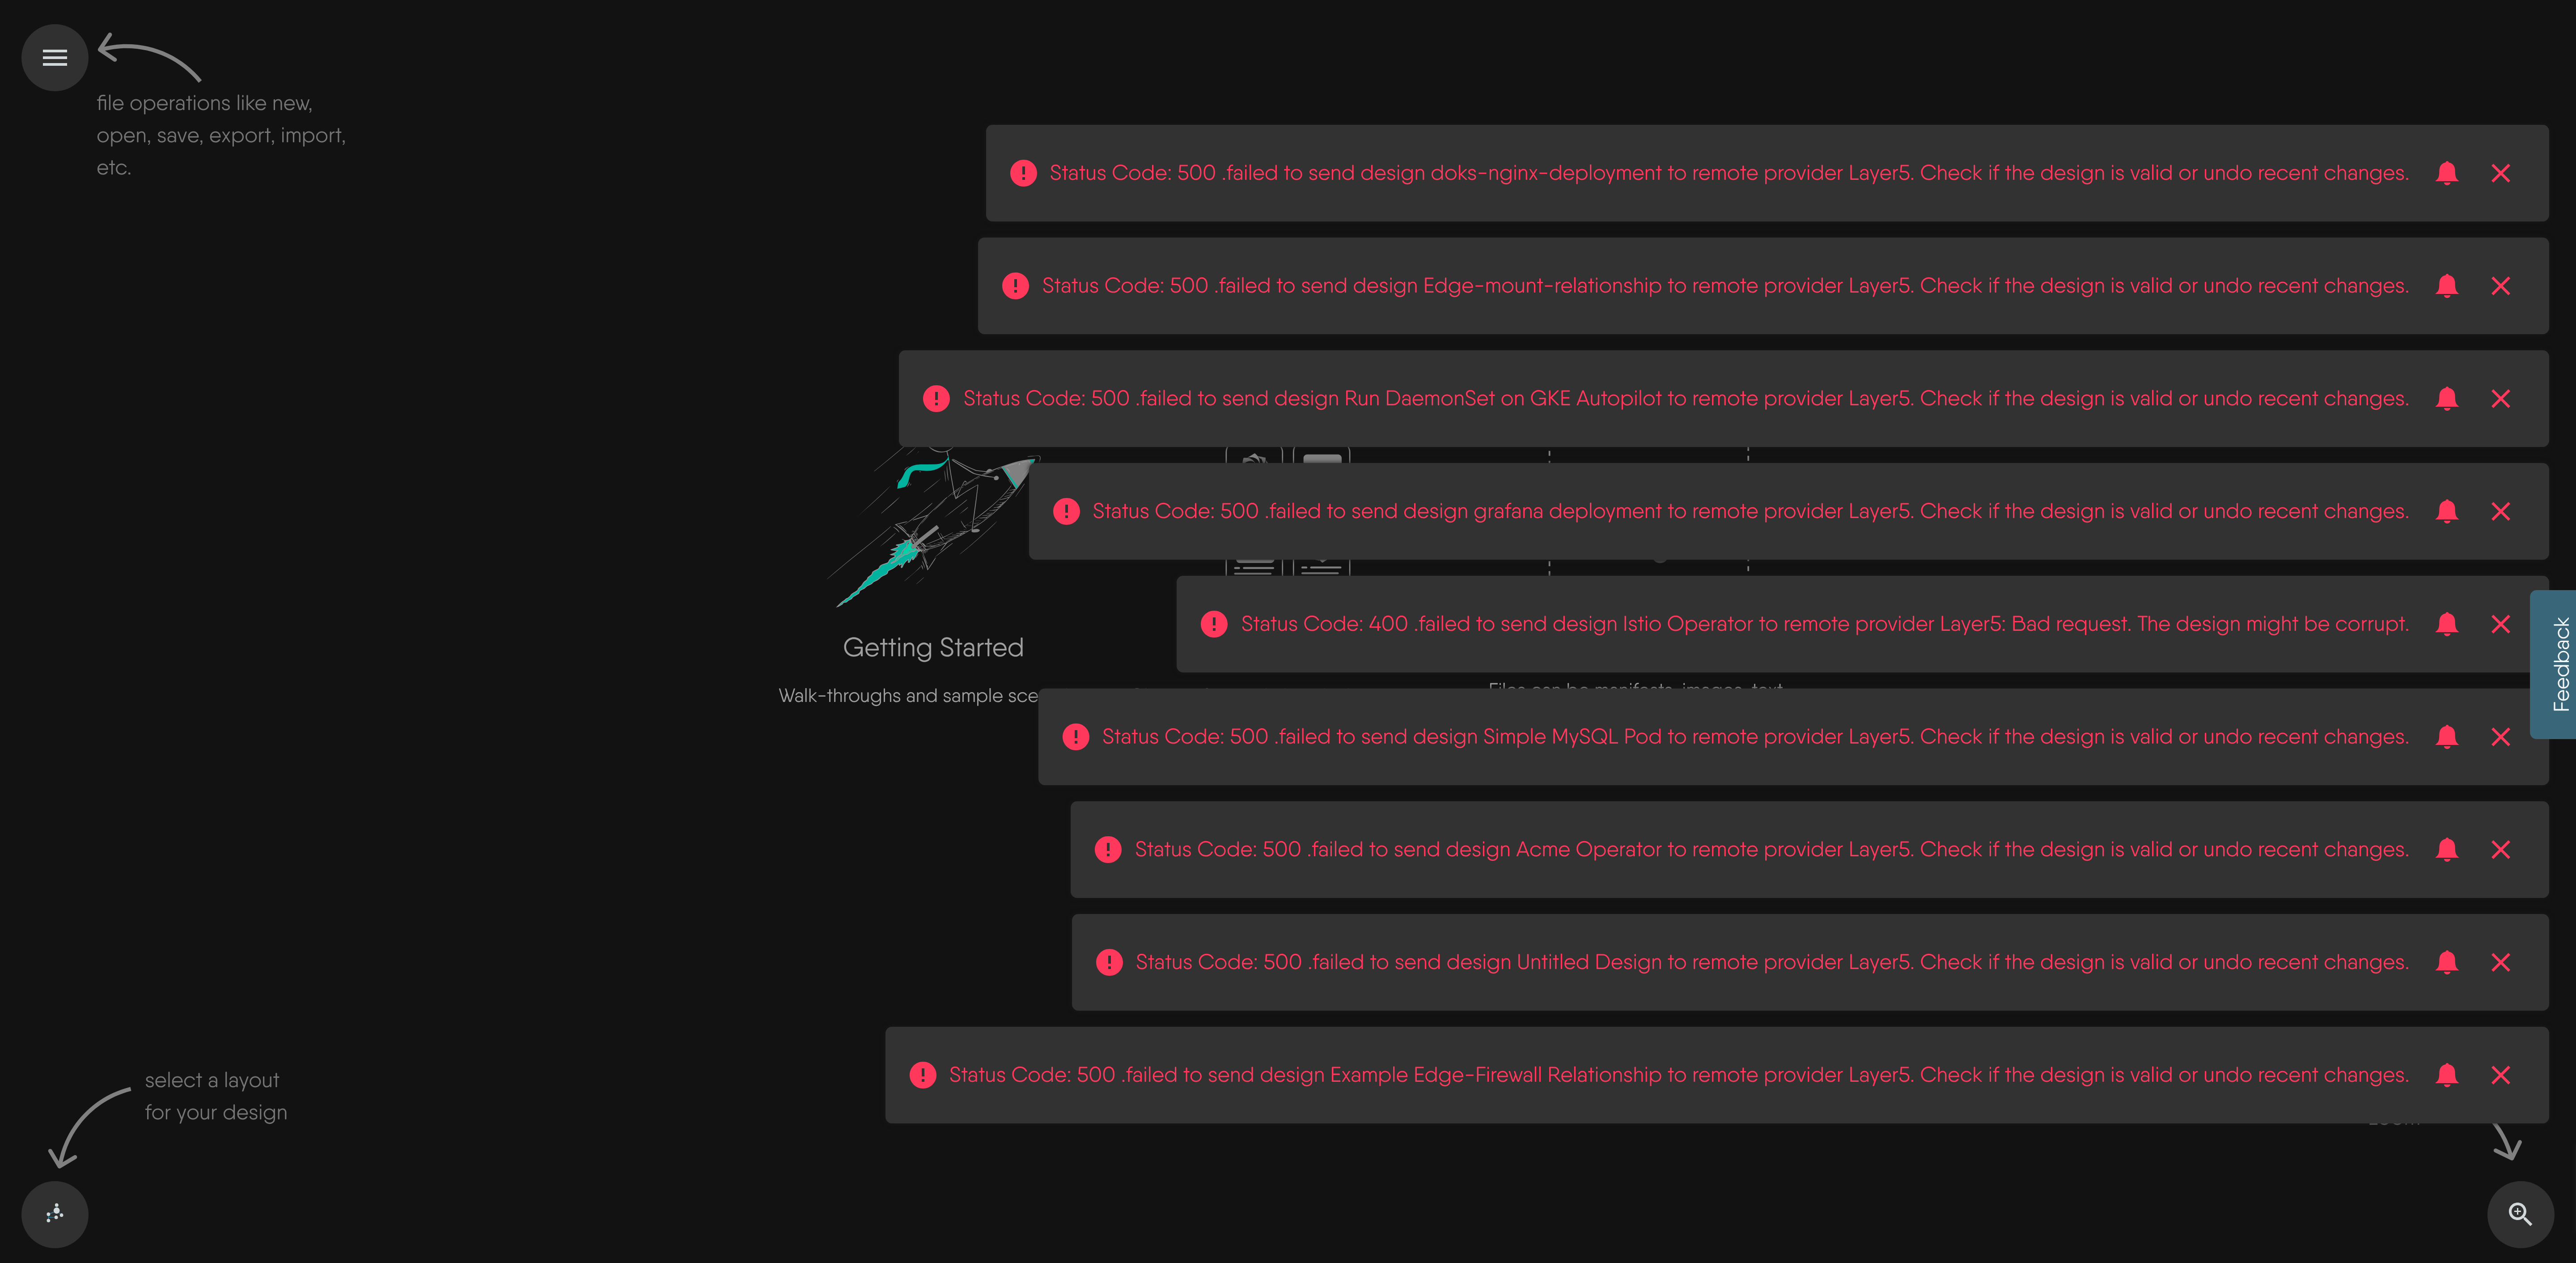 file operations like new,
open, save, export, import,
etc.
Status Code: 500 .failed to send design doks-nginx-deployment to remote provider Layer5. Check if the design is valid or undo recent changes.
Status Code: 500 .failed to send design Edge-mount-relationship to remote provider Layer5. Check if the design is valid or undo recent changes.
Status Code: 500 .failed to send design Run DaemonSet on GKE Autopilot to remote provider Layer5. Check if the design is valid or undo recent changes.
Status Code: 500 .failed to send design grafana deployment to remote provider Layer5. Check if the design is valid or undo recent changes.
Status Code: 400 .failed to send design Istio Operator to remote provider Layer5: Bad request. The design might be corrupt.
Getting Started
Walk-throughs and sample
Files can be manifests, images, text
Status Code: 500 .failed to send design Simple MySQL Pod to remote provider Layer5. Check if the design is valid or undo recent changes.
Feedback
Status Code: 500 .failed to send design Acme Operator to remote provider Layer5. Check if the design is valid or undo recent changes.
Status Code: 500 .failed to send design Untitled Design to remote provider Layer5. Check if the design is valid or undo recent changes.
Status Code: 500 .failed to send design Example Edge-Firewall Relationship to remote provider Layer5. Check if the design is valid or undo recent changes.
select a layout
for your design